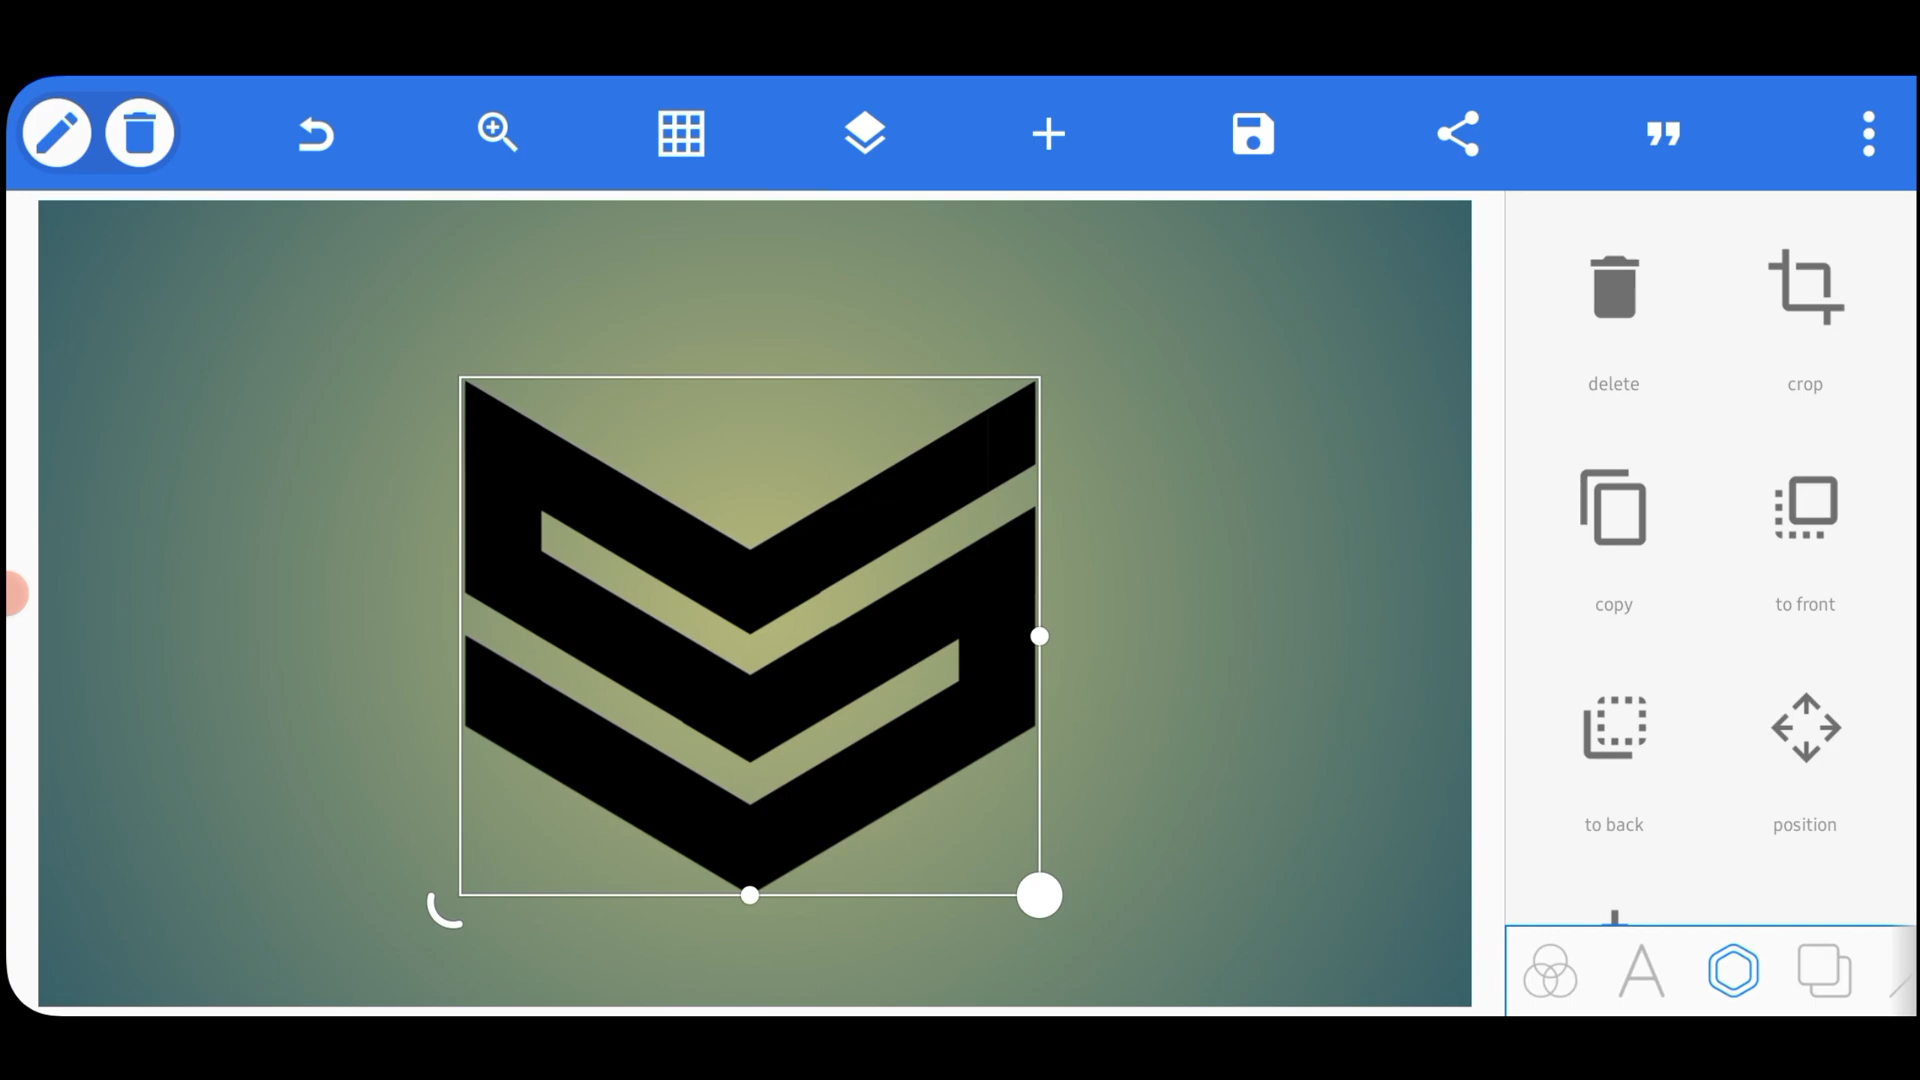 delete
crop
copy
to front
to back
position